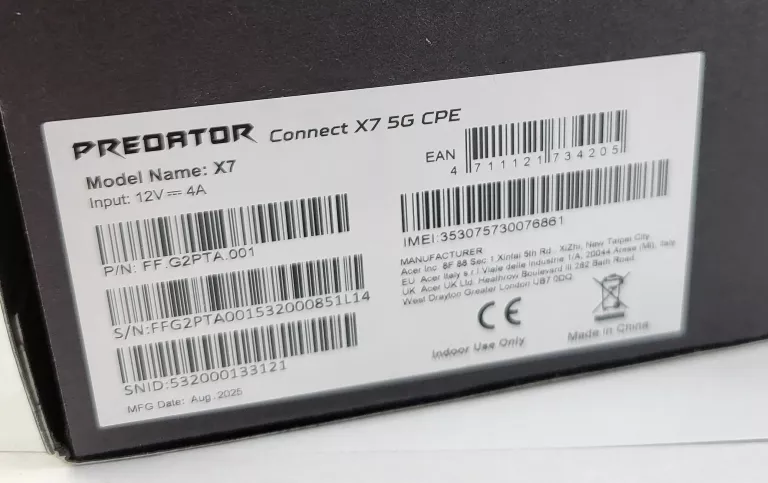 PREDATOR Connect X7 5G CPE
Model Name: X7
Input: 12V⎓4A
P/N: FF.G2PTA.001
S/N:FFG2PTA001532000851L14
SNID:532000133121
MFG Date: Aug. 2025
EAN
4 711121 734205
IMEI:353075730076861
MANUFACTURER
Acer Inc. 8F 88 Sec 1 Xintai 5th Rd., XiZhi, New Taipei City
EU Acer Italy s.r.l Viale delle Industrie 1/A, 20044 Arese (MI), Italy
UK Acer UK Ltd. Heathrow Boulevard III 282 Bath Road.
West Drayton Greater London UB7 0DQ.
CE
Indoor Use Only
Made in China